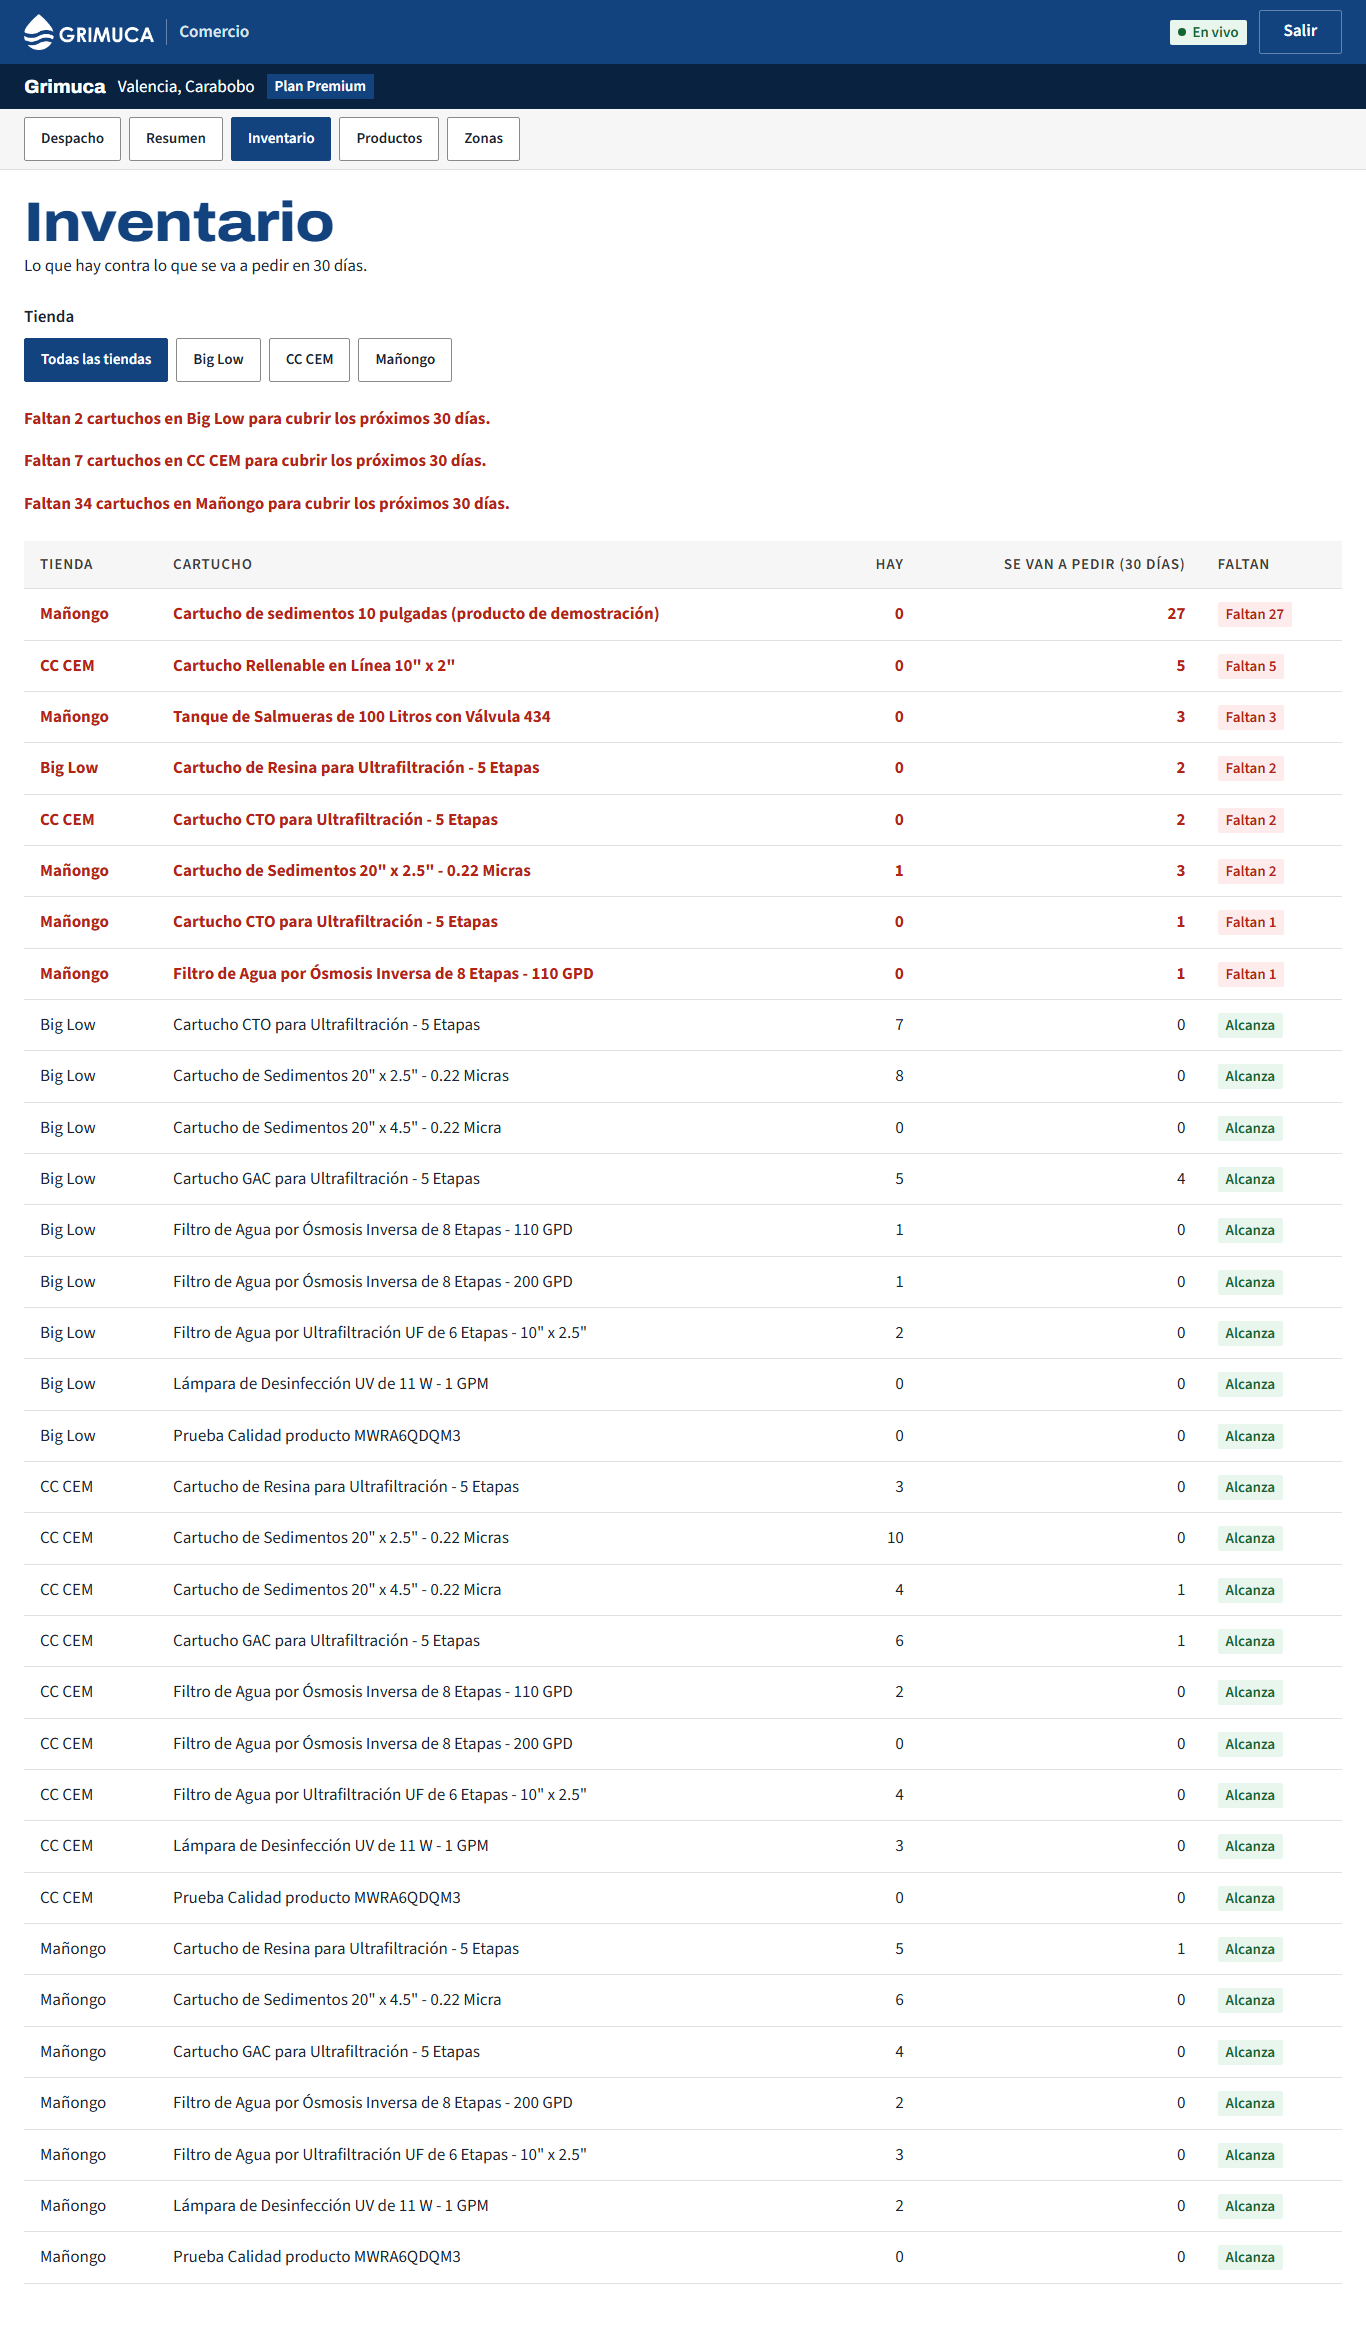 GRIMUCA Comercio En vivo Salir
Grimuca Valencia, Carabobo Plan Premium
Despacho Resumen Inventario Productos Zonas
Inventario
Lo que hay contra lo que se va a pedir en 30 días.
Tienda
Todas las tiendas Big Low CC CEM Mañongo
Faltan 2 cartuchos en Big Low para cubrir los próximos 30 días.
Faltan 7 cartuchos en CC CEM para cubrir los próximos 30 días.
Faltan 34 cartuchos en Mañongo para cubrir los próximos 30 días.
TIENDA CARTUCHO HAY SE VAN A PEDIR (30 DÍAS) FALTAN
Mañongo Cartucho de sedimentos 10 pulgadas (producto de demostración) 0 27 Faltan 27
CC CEM Cartucho Rellenable en Línea 10" x 2" 0 5 Faltan 5
Mañongo Tanque de Salmueras de 100 Litros con Válvula 434 0 3 Faltan 3
Big Low Cartucho de Resina para Ultrafiltración - 5 Etapas 0 2 Faltan 2
CC CEM Cartucho CTO para Ultrafiltración - 5 Etapas 0 2 Faltan 2
Mañongo Cartucho de Sedimentos 20" x 2.5" - 0.22 Micras 1 3 Faltan 2
Mañongo Cartucho CTO para Ultrafiltración - 5 Etapas 0 1 Faltan 1
Mañongo Filtro de Agua por Ósmosis Inversa de 8 Etapas - 110 GPD 0 1 Faltan 1
Big Low Cartucho CTO para Ultrafiltración - 5 Etapas 7 0 Alcanza
Big Low Cartucho de Sedimentos 20" x 2.5" - 0.22 Micras 8 0 Alcanza
Big Low Cartucho de Sedimentos 20" x 4.5" - 0.22 Micra 0 0 Alcanza
Big Low Cartucho GAC para Ultrafiltración - 5 Etapas 5 4 Alcanza
Big Low Filtro de Agua por Ósmosis Inversa de 8 Etapas - 110 GPD 1 0 Alcanza
Big Low Filtro de Agua por Ósmosis Inversa de 8 Etapas - 200 GPD 1 0 Alcanza
Big Low Filtro de Agua por Ultrafiltración UF de 6 Etapas - 10" x 2.5" 2 0 Alcanza
Big Low Lámpara de Desinfección UV de 11 W - 1 GPM 0 0 Alcanza
Big Low Prueba Calidad producto MWRA6QDQM3 0 0 Alcanza
CC CEM Cartucho de Resina para Ultrafiltración - 5 Etapas 3 0 Alcanza
CC CEM Cartucho de Sedimentos 20" x 2.5" - 0.22 Micras 10 0 Alcanza
CC CEM Cartucho de Sedimentos 20" x 4.5" - 0.22 Micra 4 1 Alcanza
CC CEM Cartucho GAC para Ultrafiltración - 5 Etapas 6 1 Alcanza
CC CEM Filtro de Agua por Ósmosis Inversa de 8 Etapas - 110 GPD 2 0 Alcanza
CC CEM Filtro de Agua por Ósmosis Inversa de 8 Etapas - 200 GPD 0 0 Alcanza
CC CEM Filtro de Agua por Ultrafiltración UF de 6 Etapas - 10" x 2.5" 4 0 Alcanza
CC CEM Lámpara de Desinfección UV de 11 W - 1 GPM 3 0 Alcanza
CC CEM Prueba Calidad producto MWRA6QDQM3 0 0 Alcanza
Mañongo Cartucho de Resina para Ultrafiltración - 5 Etapas 5 1 Alcanza
Mañongo Cartucho de Sedimentos 20" x 4.5" - 0.22 Micra 6 0 Alcanza
Mañongo Cartucho GAC para Ultrafiltración - 5 Etapas 4 0 Alcanza
Mañongo Filtro de Agua por Ósmosis Inversa de 8 Etapas - 200 GPD 2 0 Alcanza
Mañongo Filtro de Agua por Ultrafiltración UF de 6 Etapas - 10" x 2.5" 3 0 Alcanza
Mañongo Lámpara de Desinfección UV de 11 W - 1 GPM 2 0 Alcanza
Mañongo Prueba Calidad producto MWRA6QDQM3 0 0 Alcanza